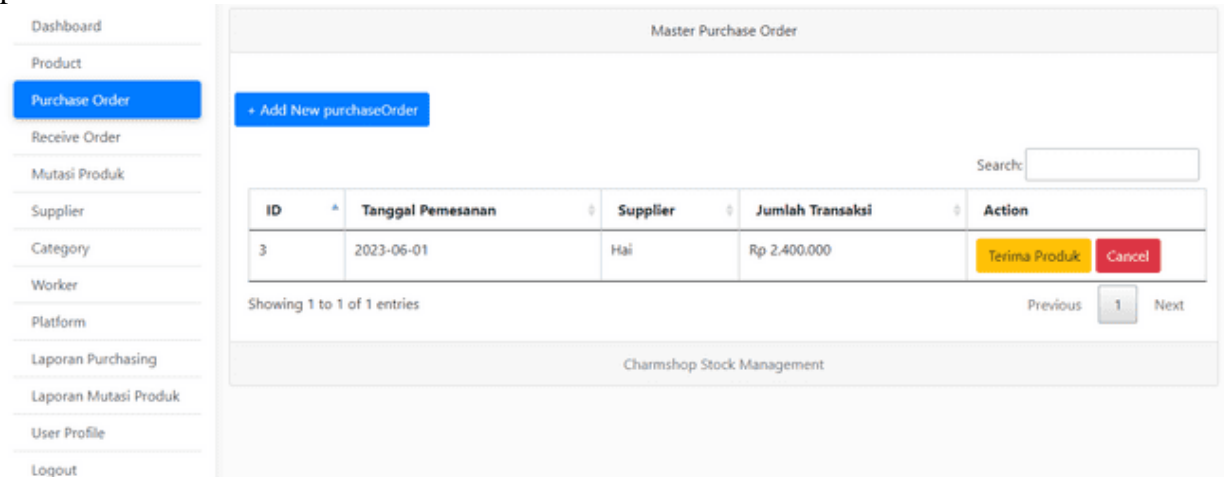 Dashboard
Product
Purchase Order
Receive Order
Mutasi Produk
Supplier
Category
Worker
Platform
Laporan Purchasing
Laporan Mutasi Produk
User Profile
Logout
Master Purchase Order
+ Add New purchaseOrder
Search:
ID Tanggal Pemesanan Supplier Jumlah Transaksi Action
3 2023-06-01 Hai Rp 2.400.000 Terima Produk Cancel
Showing 1 to 1 of 1 entries Previous 1 Next
Charmshop Stock Management